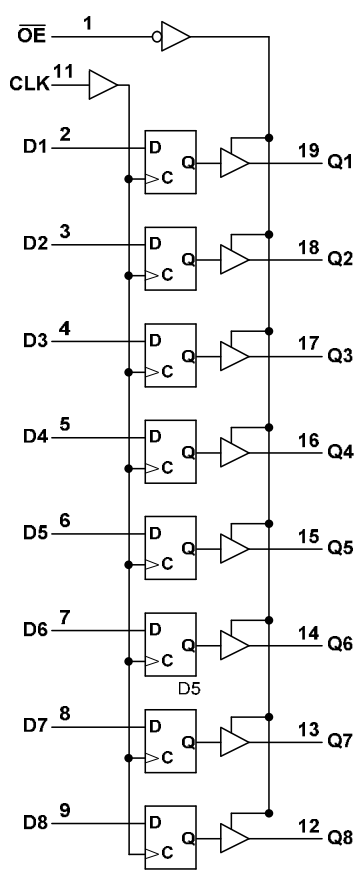 O̅E̅ 1
CLK 11
D1 2 D Q C 19 Q1
D2 3 D Q C 18 Q2
D3 4 D Q C 17 Q3
D4 5 D Q C 16 Q4
D5 6 D Q C 15 Q5
D6 7 D Q C 14 Q6
D5
D7 8 D Q C 13 Q7
D8 9 D Q C 12 Q8